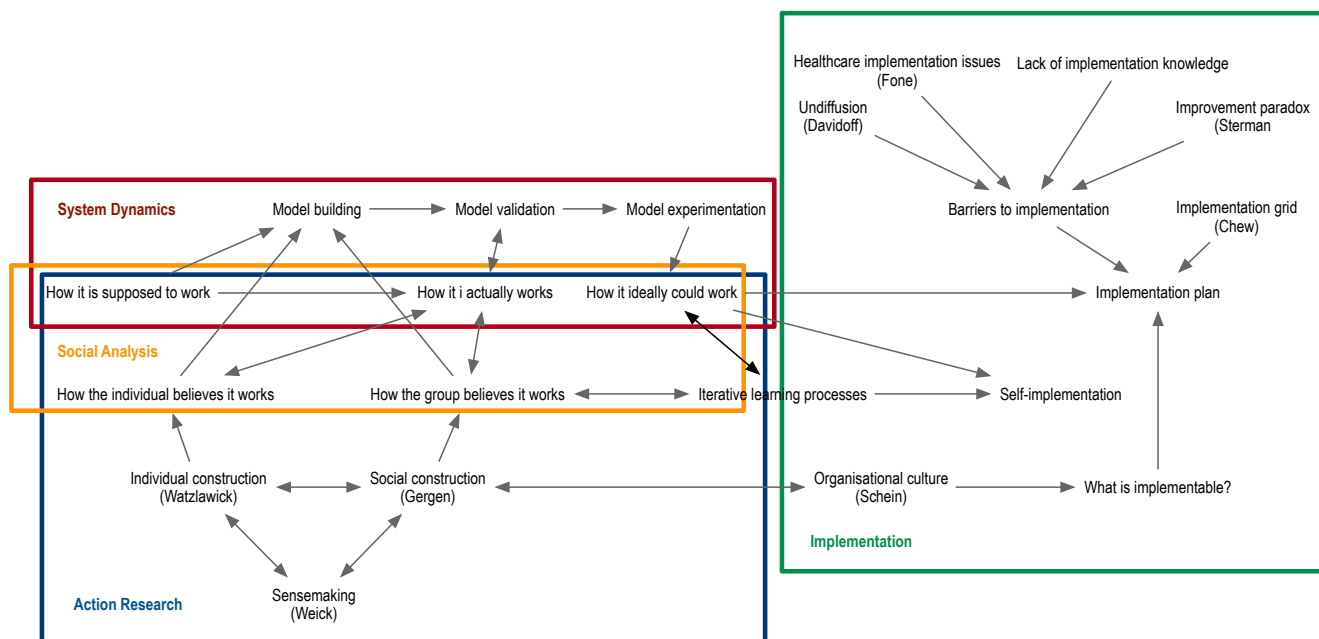 Healthcare implementation issues
(Fone)
Lack of implementation knowledge
Undiffusion
(Davidoff)
Improvement paradox
(Sterman
System Dynamics
Model building
Model validation
Model experimentation
Barriers to implementation
Implementation grid
(Chew)
How it is supposed to work
How it i actually works
How it ideally could work
Implementation plan
Social Analysis
How the individual believes it works
How the group believes it works
Iterative learning processes
Self-implementation
Individual construction
(Watzlawick)
Social construction
(Gergen)
Organisational culture
(Schein)
What is implementable?
Implementation
Sensemaking
(Weick)
Action Research